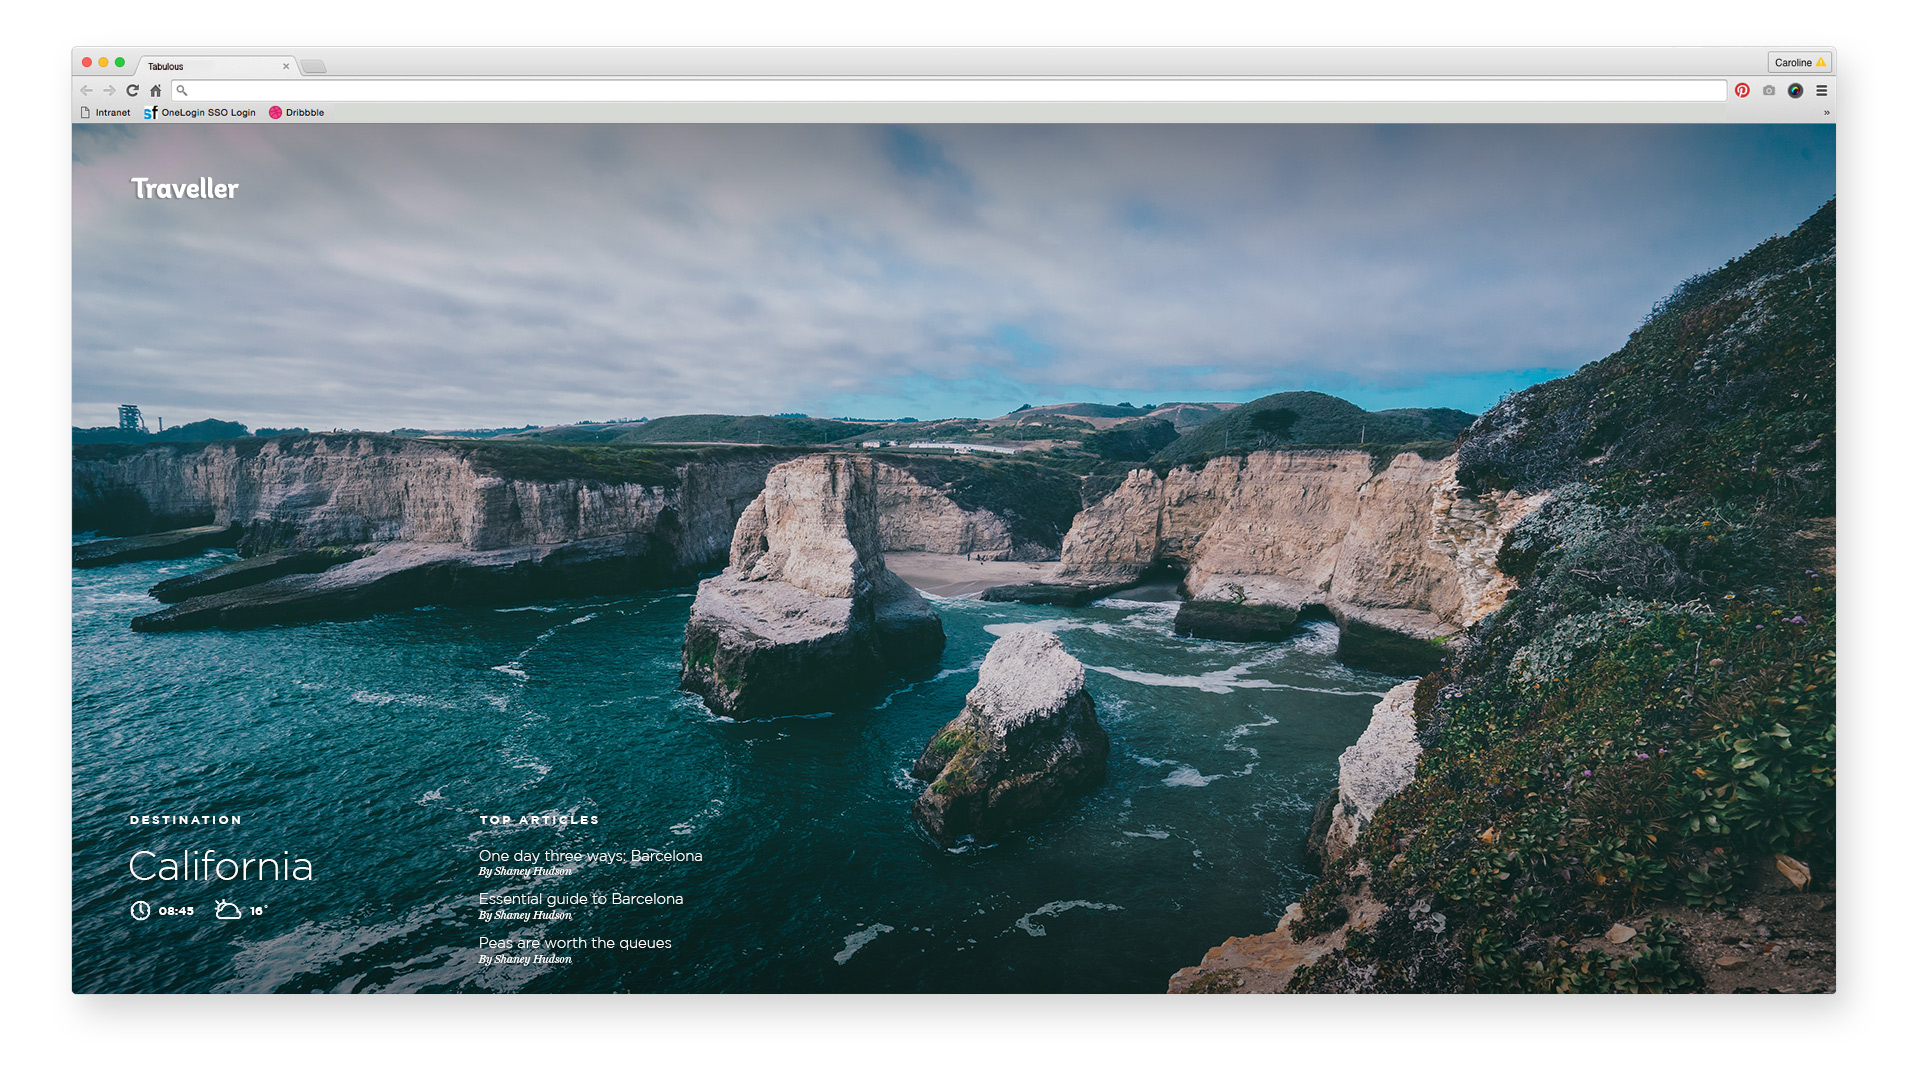 Tabulous
Caroline
Intranet
sf OneLogin SSO Login
Dribbble
»
Traveller
DESTINATION
California
08:45
16°
TOP ARTICLES
One day three ways: Barcelona
By Shaney Hudson
Essential guide to Barcelona
By Shaney Hudson
Peas are worth the queues
By Shaney Hudson